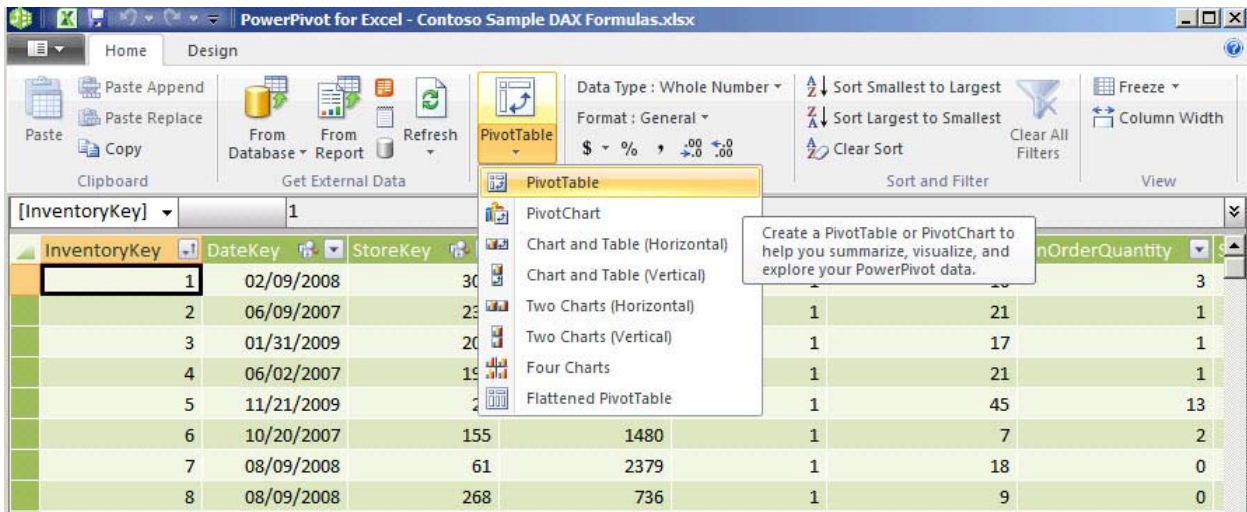 PowerPivot for Excel - Contoso Sample DAX Formulas.xlsx
Home Design
Paste Append
Paste Replace
Copy
Paste
From Database
From Report
Refresh
PivotTable
Data Type : Whole Number
Format : General
$ % , .00 .0 .0 .00
Sort Smallest to Largest
Sort Largest to Smallest
Clear Sort
Clear All Filters
Freeze
Column Width
Clipboard Get External Data Sort and Filter View
[InventoryKey] 1
PivotTable
PivotChart
Chart and Table (Horizontal)
Chart and Table (Vertical)
Two Charts (Horizontal)
Two Charts (Vertical)
Four Charts
Flattened PivotTable
Create a PivotTable or PivotChart to
help you summarize, visualize, and
explore your PowerPivot data.
InventoryKey DateKey StoreKey nOrderQuantity
1 02/09/2008 3
2 06/09/2007 1 21 1
3 01/31/2009 1 17 1
4 06/02/2007 1 21 1
5 11/21/2009 1 45 13
6 10/20/2007 155 1480 1 7 2
7 08/09/2008 61 2379 1 18 0
8 08/09/2008 268 736 1 9 0